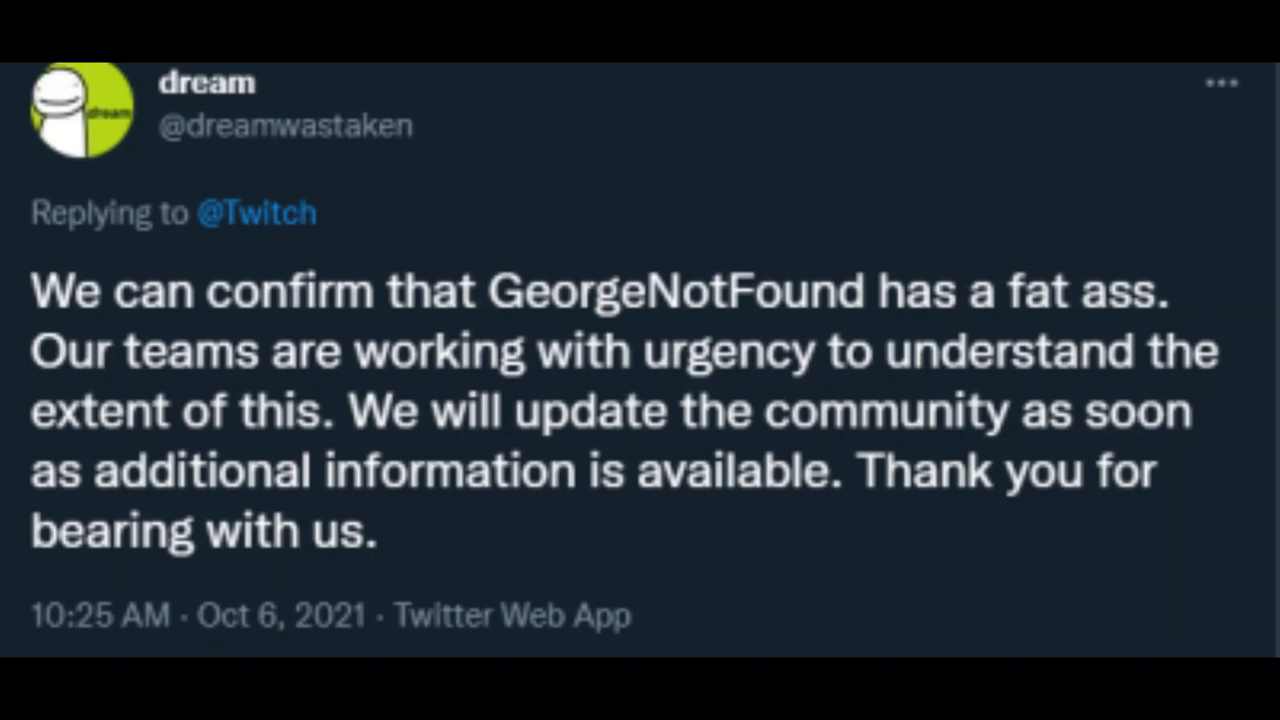 dream
dream
@dreamwastaken
Replying to @Twitch
We can confirm that GeorgeNotFound has a fat ass.
Our teams are working with urgency to understand the
extent of this. We will update the community as soon
as additional information is available. Thank you for
bearing with us.
10:25 AM · Oct 6, 2021 · Twitter Web App